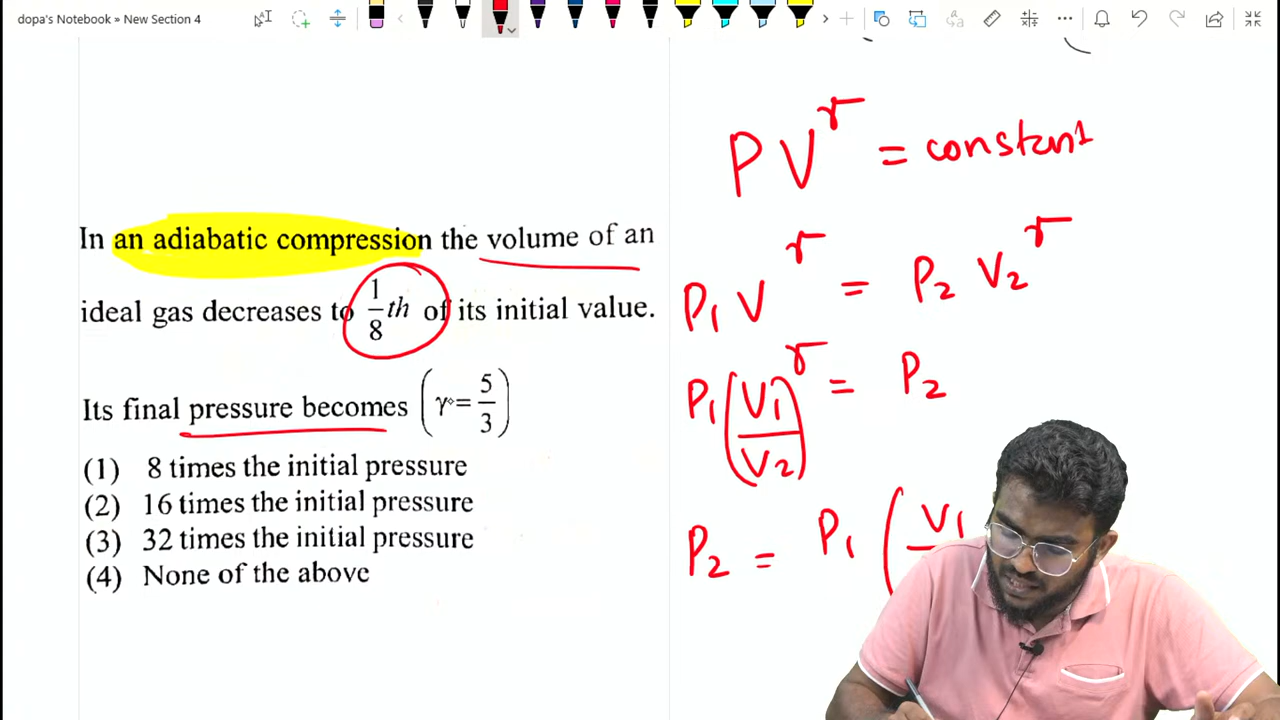 dopa's Notebook » New Section 4
PV^γ = constant
In an adiabatic compression the volume of an
ideal gas decreases to 1/8 th of its initial value.
P₁ V^γ = P₂ V₂^γ
Its final pressure becomes (γ = 5/3)
P₁ (V₁/V₂)^γ = P₂
(1) 8 times the initial pressure
(2) 16 times the initial pressure
(3) 32 times the initial pressure
(4) None of the above
P₂ = P₁ (V₁